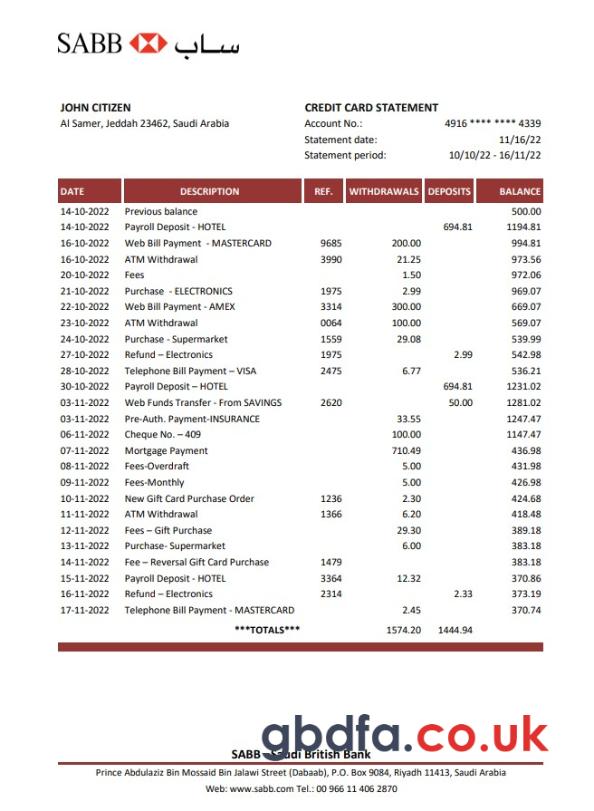 SABB ساب
JOHN CITIZEN CREDIT CARD STATEMENT
Al Samer, Jeddah 23462, Saudi Arabia Account No.: 4916 **** **** 4339
Statement date: 11/16/22
Statement period: 10/10/22 - 16/11/22
DATE DESCRIPTION REF. WITHDRAWALS DEPOSITS BALANCE
14-10-2022 Previous balance 500.00
14-10-2022 Payroll Deposit - HOTEL 694.81 1194.81
16-10-2022 Web Bill Payment - MASTERCARD 9685 200.00 994.81
16-10-2022 ATM Withdrawal 3990 21.25 973.56
20-10-2022 Fees 1.50 972.06
21-10-2022 Purchase - ELECTRONICS 1975 2.99 969.07
22-10-2022 Web Bill Payment - AMEX 3314 300.00 669.07
23-10-2022 ATM Withdrawal 0064 100.00 569.07
24-10-2022 Purchase - Supermarket 1559 29.08 539.99
27-10-2022 Refund – Electronics 1975 2.99 542.98
28-10-2022 Telephone Bill Payment – VISA 2475 6.77 536.21
30-10-2022 Payroll Deposit – HOTEL 694.81 1231.02
03-11-2022 Web Funds Transfer - From SAVINGS 2620 50.00 1281.02
03-11-2022 Pre-Auth. Payment-INSURANCE 33.55 1247.47
06-11-2022 Cheque No. – 409 100.00 1147.47
07-11-2022 Mortgage Payment 710.49 436.98
08-11-2022 Fees-Overdraft 5.00 431.98
09-11-2022 Fees-Monthly 5.00 426.98
10-11-2022 New Gift Card Purchase Order 1236 2.30 424.68
11-11-2022 ATM Withdrawal 1366 6.20 418.48
12-11-2022 Fees – Gift Purchase 29.30 389.18
13-11-2022 Purchase- Supermarket 6.00 383.18
14-11-2022 Fee – Reversal Gift Card Purchase 1479 383.18
15-11-2022 Payroll Deposit - HOTEL 3364 12.32 370.86
16-11-2022 Refund – Electronics 2314 2.33 373.19
17-11-2022 Telephone Bill Payment - MASTERCARD 2.45 370.74
***TOTALS*** 1574.20 1444.94
gbdfa.co.uk
SABB – Saudi British Bank
Prince Abdulaziz Bin Mossaid Bin Jalawi Street (Dabaab), P.O. Box 9084, Riyadh 11413, Saudi Arabia
Web: www.sabb.com Tel.: 00 966 11 406 2870